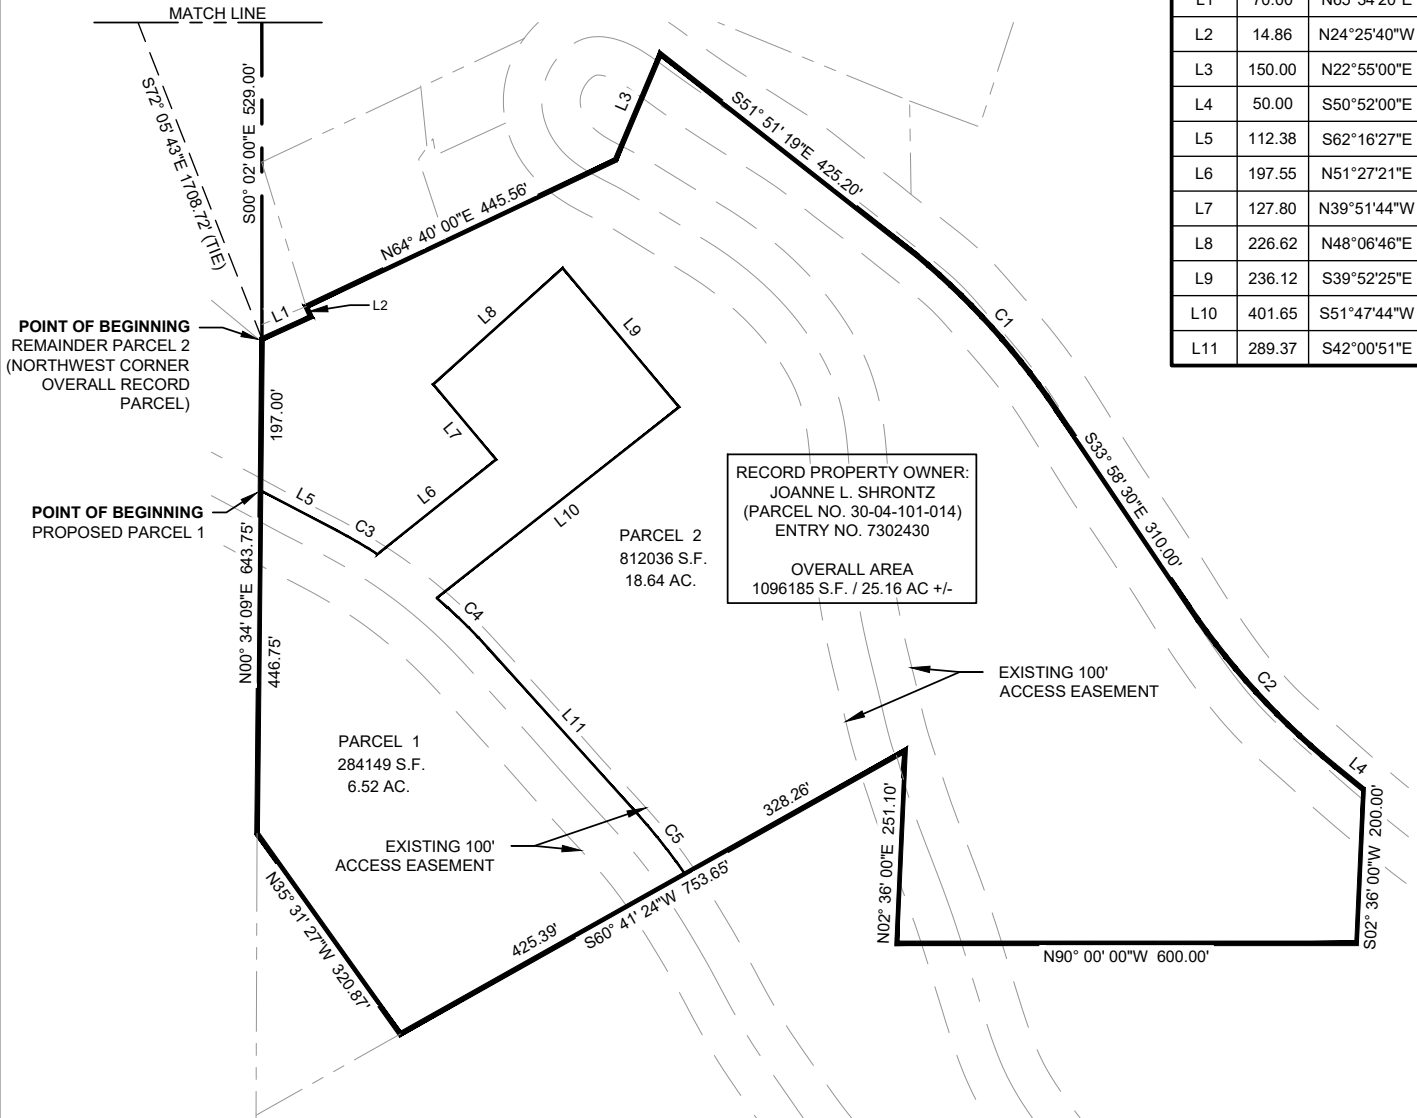 MATCH LINE
S72° 05' 43"E 1708.72' (TIE)
S00° 02' 00"E 529.00'
L3
S51° 51' 19"E 425.20'
N64° 40' 00"E 445.56'
L1
L2
L8
L9
C1
POINT OF BEGINNING
REMAINDER PARCEL 2
(NORTHWEST CORNER
OVERALL RECORD
PARCEL)
197.00'
L7
L6
L5
C3
L10
POINT OF BEGINNING
PROPOSED PARCEL 1
PARCEL 2
812036 S.F.
18.64 AC.
RECORD PROPERTY OWNER:
JOANNE L. SHRONTZ
(PARCEL NO. 30-04-101-014)
ENTRY NO. 7302430
OVERALL AREA
1096185 S.F. / 25.16 AC +/-
S33° 58' 30"E 310.00'
N00° 34' 09"E 643.75'
446.75'
C4
L11
EXISTING 100'
ACCESS EASEMENT
C2
L4
PARCEL 1
284149 S.F.
6.52 AC.
328.26'
N02° 36' 00"E 251.10'
S02° 36' 00"W 200.00'
C5
EXISTING 100'
ACCESS EASEMENT
N35° 31' 27"W 320.87'
425.39'
S60° 41' 24"W 753.65'
N90° 00' 00"W 600.00'
L1 70.00 N65°34'20"E
L2 14.86 N24°25'40"W
L3 150.00 N22°55'00"E
L4 50.00 S50°52'00"E
L5 112.38 S62°16'27"E
L6 197.55 N51°27'21"E
L7 127.80 N39°51'44"W
L8 226.62 N48°06'46"E
L9 236.12 S39°52'25"E
L10 401.65 S51°47'44"W
L11 289.37 S42°00'51"E